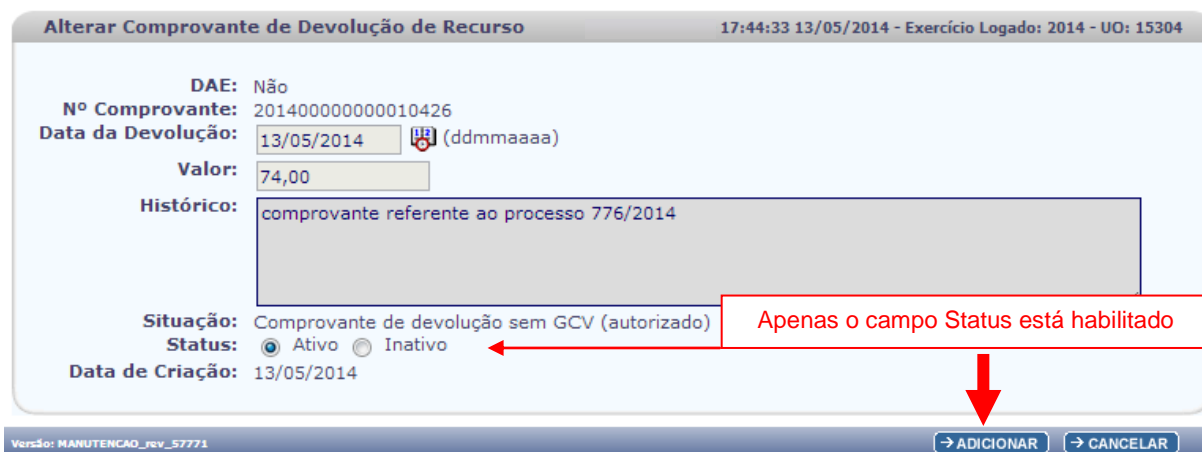 Alterar Comprovante de Devolução de Recurso 17:44:33 13/05/2014 - Exercício Logado: 2014 - UO: 15304
DAE: Não
Nº Comprovante: 201400000000010426
Data da Devolução: 13/05/2014 (ddmmaaaa)
Valor: 74,00
Histórico: comprovante referente ao processo 776/2014
Situação: Comprovante de devolução sem GCV (autorizado)
Apenas o campo Status está habilitado
Status: Ativo Inativo
Data de Criação: 13/05/2014
Versão: MANUTENCAO_rev_57771 ADICIONAR CANCELAR